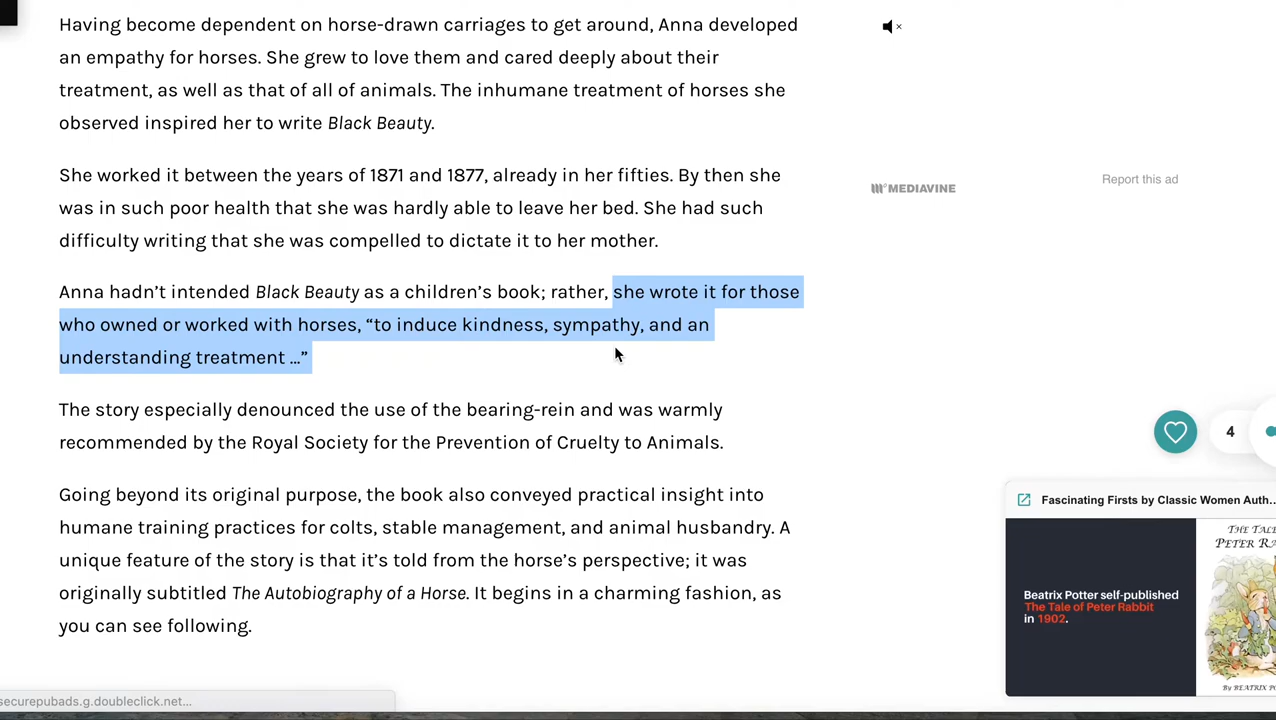 Having become dependent on horse-drawn carriages to get around, Anna developed
an empathy for horses. She grew to love them and cared deeply about their
treatment, as well as that of all of animals. The inhumane treatment of horses she
observed inspired her to write Black Beauty.
She worked it between the years of 1871 and 1877, already in her fifties. By then she
was in such poor health that she was hardly able to leave her bed. She had such
difficulty writing that she was compelled to dictate it to her mother.
Anna hadn’t intended Black Beauty as a children’s book; rather, she wrote it for those
who owned or worked with horses, “to induce kindness, sympathy, and an
understanding treatment …”
The story especially denounced the use of the bearing-rein and was warmly
recommended by the Royal Society for the Prevention of Cruelty to Animals.
Going beyond its original purpose, the book also conveyed practical insight into
humane training practices for colts, stable management, and animal husbandry. A
unique feature of the story is that it’s told from the horse’s perspective; it was
originally subtitled The Autobiography of a Horse. It begins in a charming fashion, as
you can see following.
MEDIAVINE
Report this ad
4
Fascinating Firsts by Classic Women Auth...
Beatrix Potter self-published
The Tale of Peter Rabbit
in 1902.
THE TALE
PETER RA
By BEATRIX PO
securepubads.g.doubleclick.net...